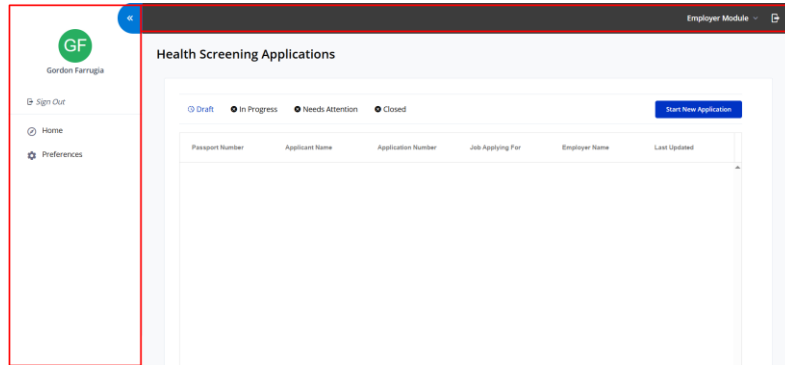 «
Employer Module
GF
Gordon Farrugia
Sign Out
Home
Preferences
Health Screening Applications
Draft In Progress Needs Attention Closed Start New Application
Passport Number Applicant Name Application Number Job Applying For Employer Name Last Updated